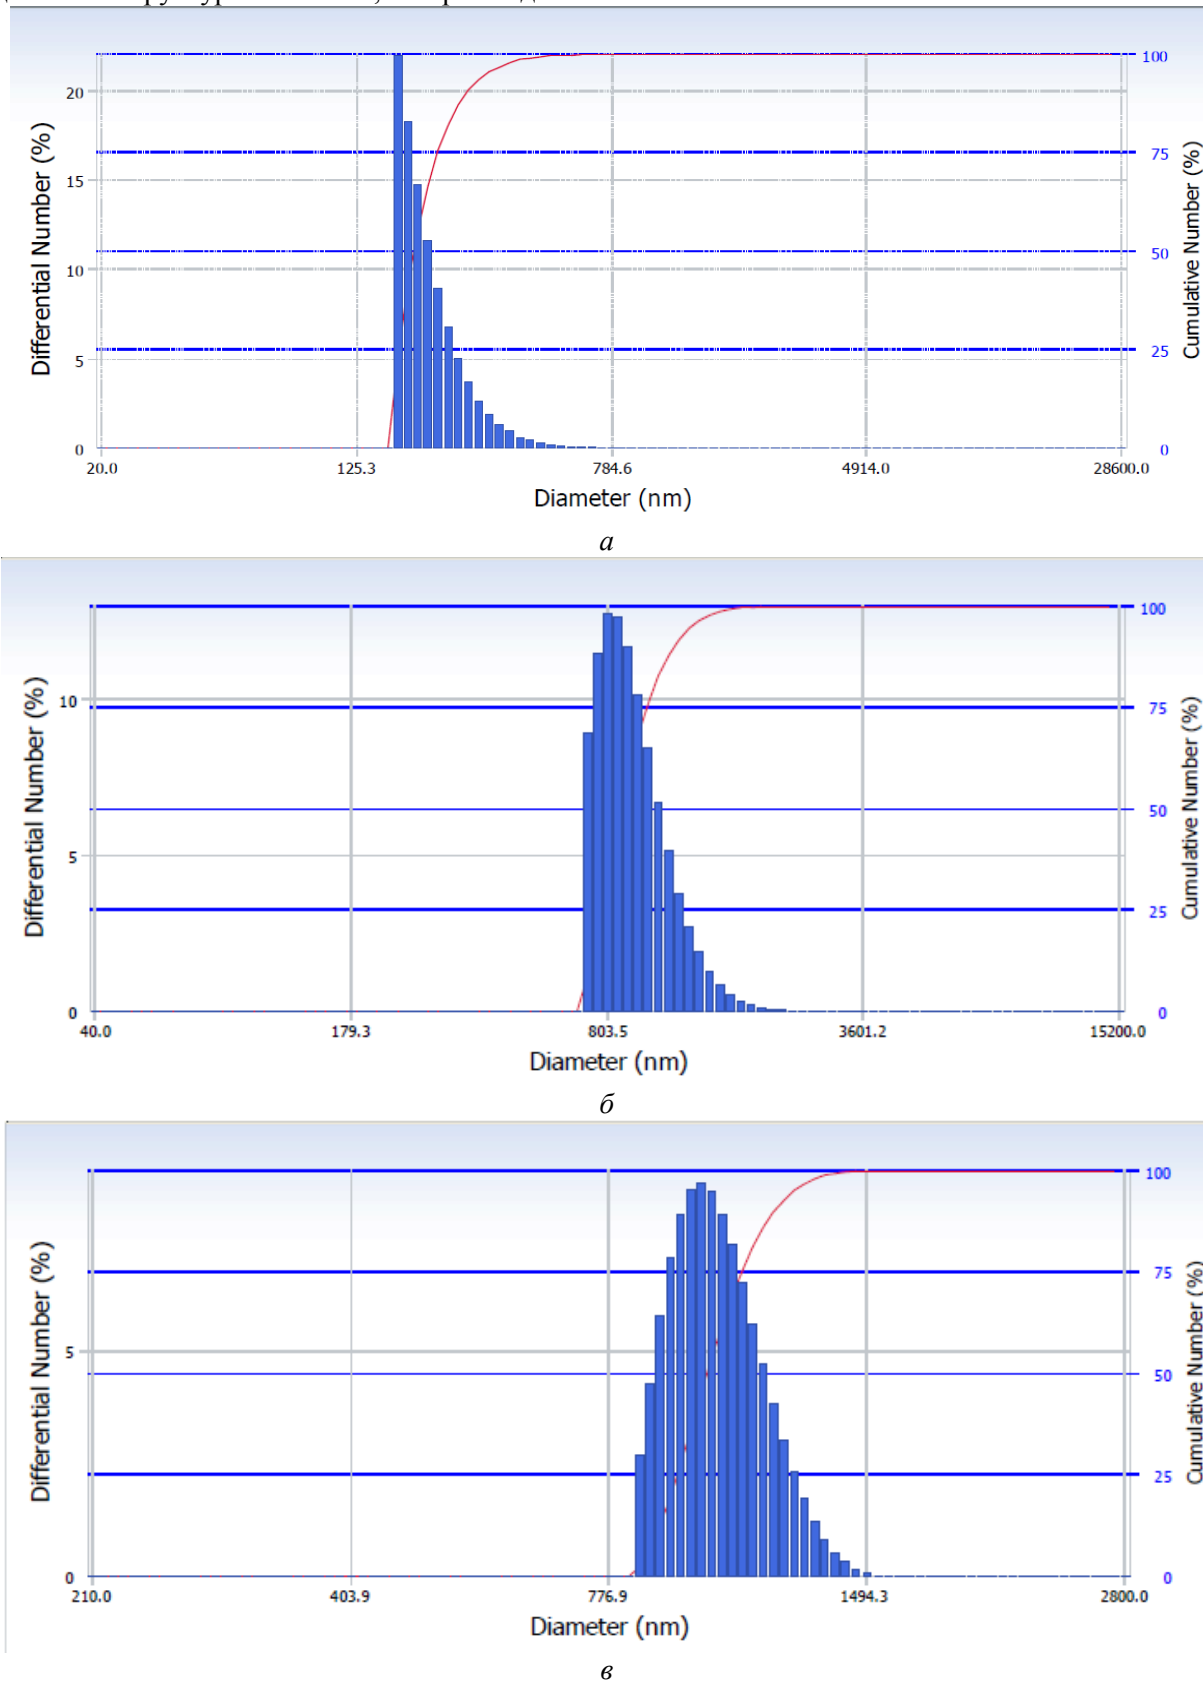 Differential Number (%)
20
15
10
5
0
100
75
50
25
0
Cumulative Number (%)
20.0 125.3 784.6 4914.0 28600.0
Diameter (nm)
а
Differential Number (%)
10
5
0
100
75
50
25
0
Cumulative Number (%)
40.0 179.3 803.5 3601.2 15200.0
Diameter (nm)
б
Differential Number (%)
5
0
100
75
50
25
0
Cumulative Number (%)
210.0 403.9 776.9 1494.3 2800.0
Diameter (nm)
в